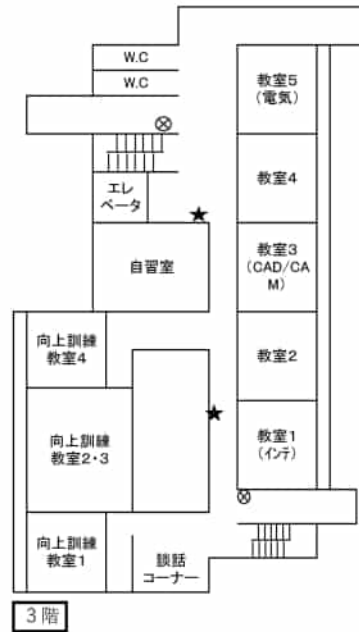 W.C
W.C
教室5
(電気)
教室4
エレ
ベータ
自習室
教室3
(CAD/CA
M)
向上訓練
教室4
教室2
向上訓練
教室2・3
教室1
(インテ)
向上訓練
教室1
談話
コーナー
3階